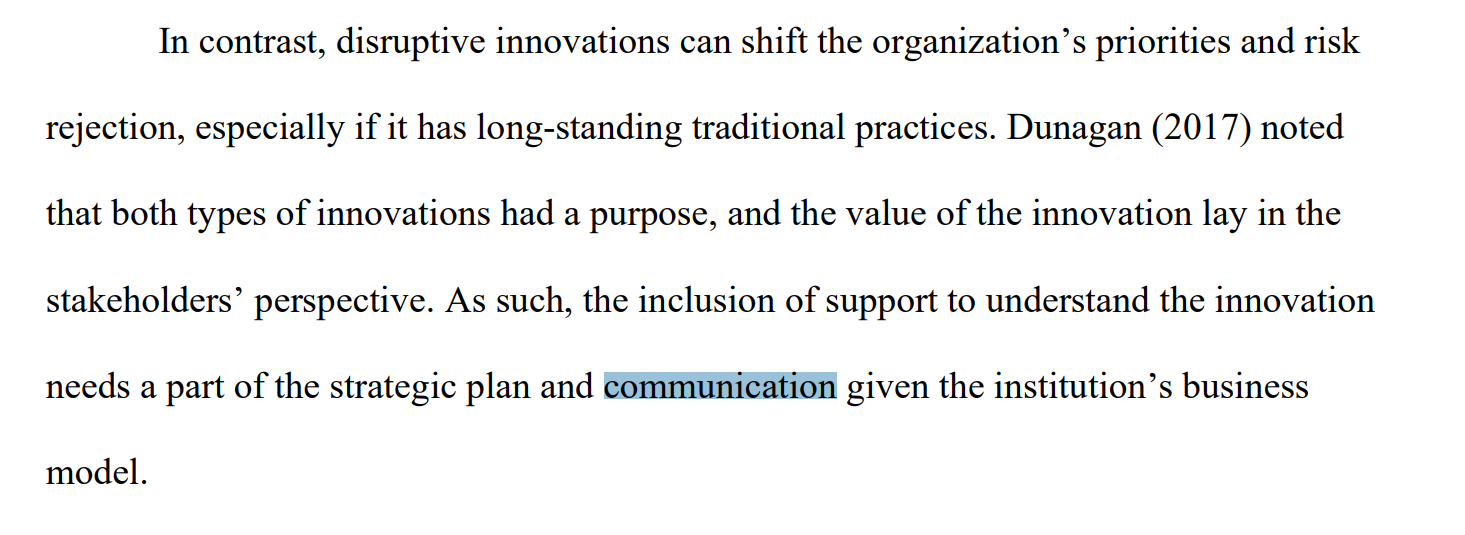 In contrast, disruptive innovations can shift the organization’s priorities and risk
rejection, especially if it has long-standing traditional practices. Dunagan (2017) noted
that both types of innovations had a purpose, and the value of the innovation lay in the
stakeholders’ perspective. As such, the inclusion of support to understand the innovation
needs a part of the strategic plan and communication given the institution’s business
model.